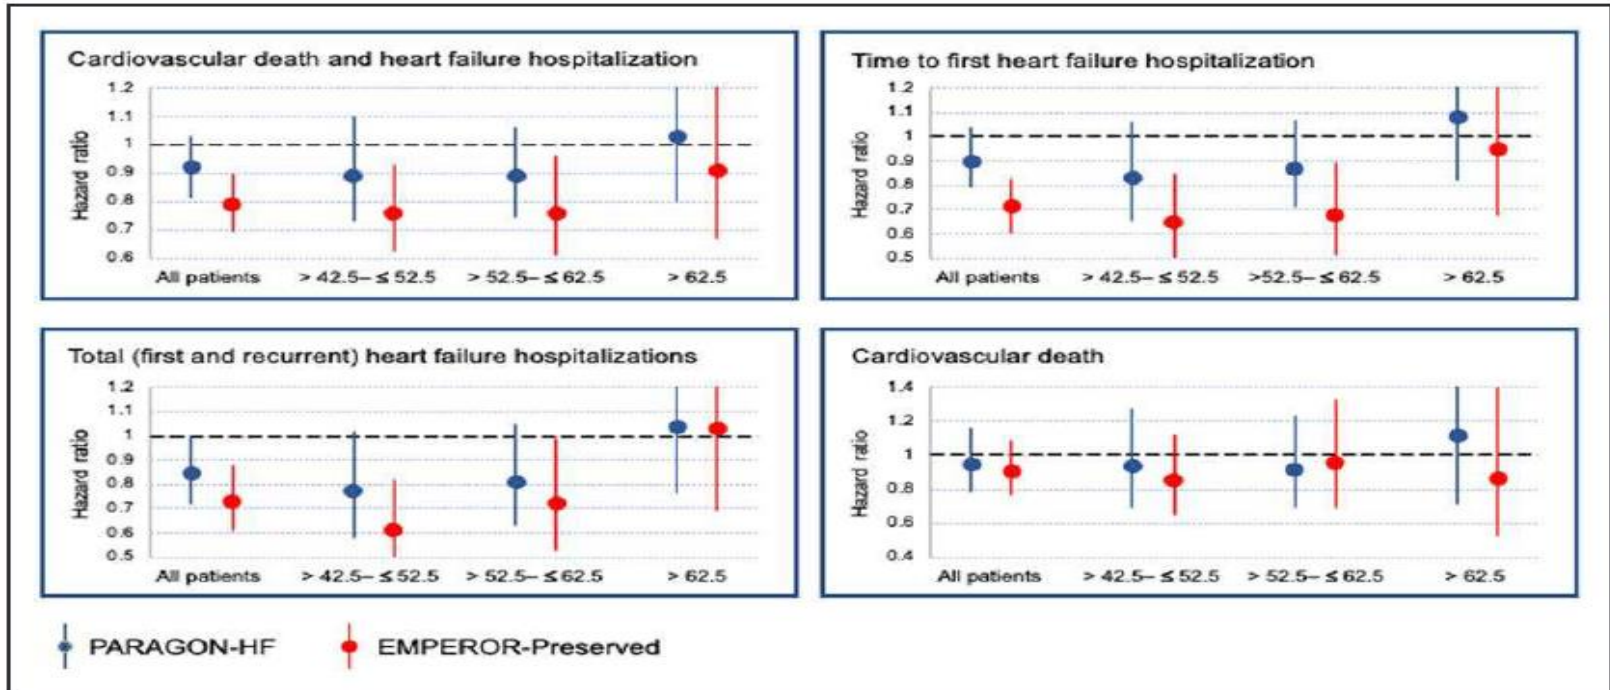 Cardiovascular death and heart failure hospitalization
Hazard ratio
1.2
1.1
1
0.9
0.8
0.7
0.6
All patients > 42.5– ≤ 52.5 > 52.5– ≤ 62.5 > 62.5
Time to first heart failure hospitalization
Hazard ratio
1.2
1.1
1
0.9
0.8
0.7
0.6
0.5
All patients > 42.5– ≤ 52.5 >52.5– ≤ 62.5 > 62.5
Total (first and recurrent) heart failure hospitalizations
Hazard ratio
1.2
1.1
1
0.9
0.8
0.7
0.6
0.5
All patients > 42.5– ≤ 52.5 > 52.5– ≤ 62.5 > 62.5
Cardiovascular death
Hazard ratio
1.4
1.2
1
0.8
0.6
0.4
All patients > 42.5– ≤ 52.5 > 52.5– ≤ 62.5 > 62.5
PARAGON-HF EMPEROR-Preserved